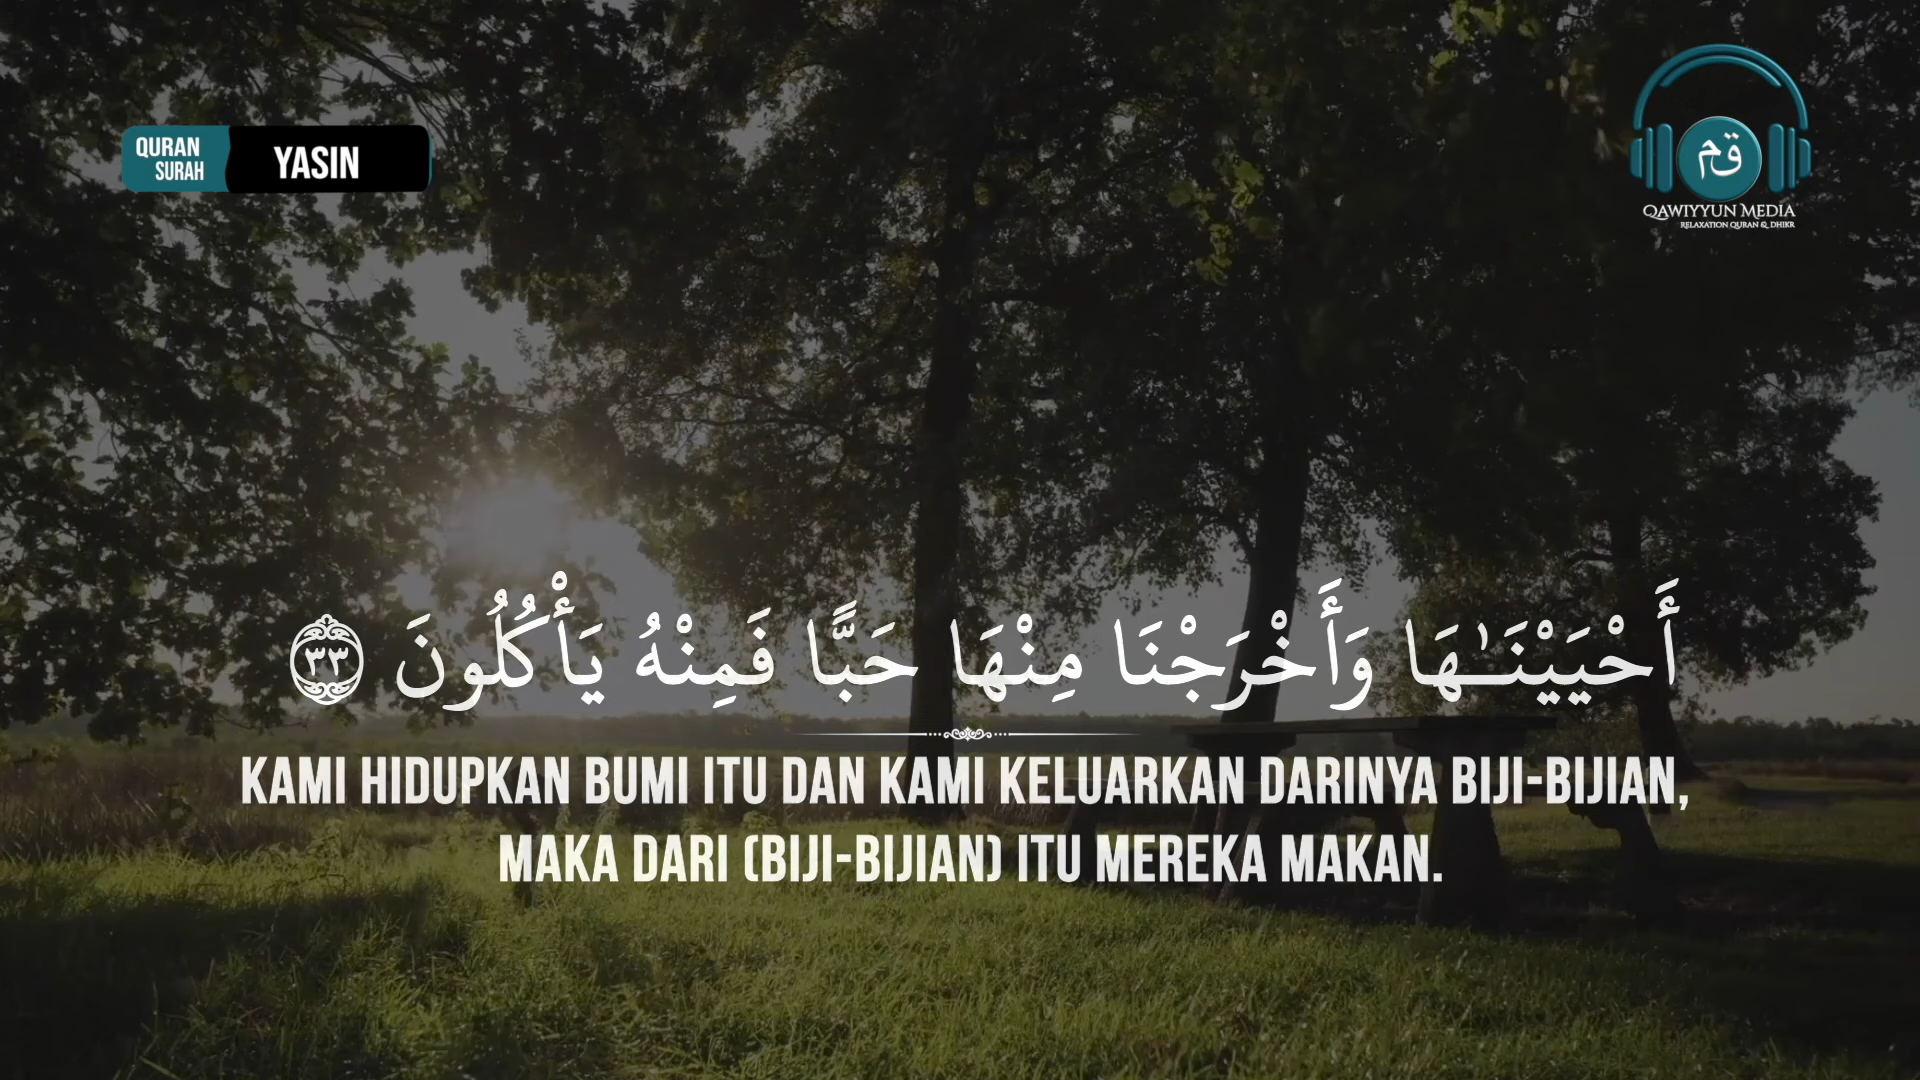 QURAN
SURAH
YASIN
قم
QAWIYYUN MEDIA
RELAXATION QURAN & DHIKR
أَحْيَيْنَـٰهَا وَأَخْرَجْنَا مِنْهَا حَبًّا فَمِنْهُ يَأْكُلُونَ ٣٣
KAMI HIDUPKAN BUMI ITU DAN KAMI KELUARKAN DARINYA BIJI-BIJIAN,
MAKA DARI (BIJI-BIJIAN) ITU MEREKA MAKAN.